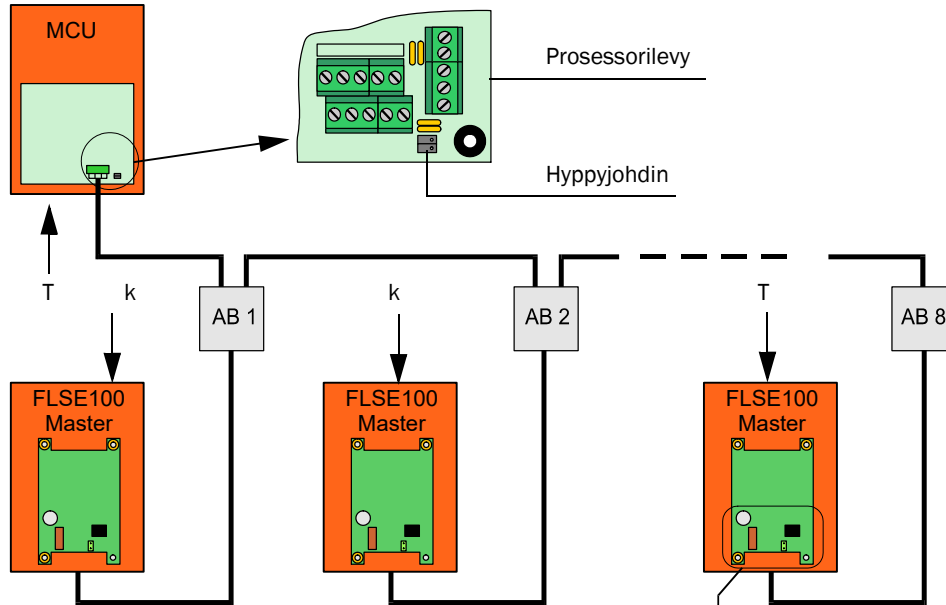 MCU
Prosessorilevy
Hyppyjohdin
T
k
k
T
AB 1
AB 2
AB 8
FLSE100
Master
FLSE100
Master
FLSE100
Master